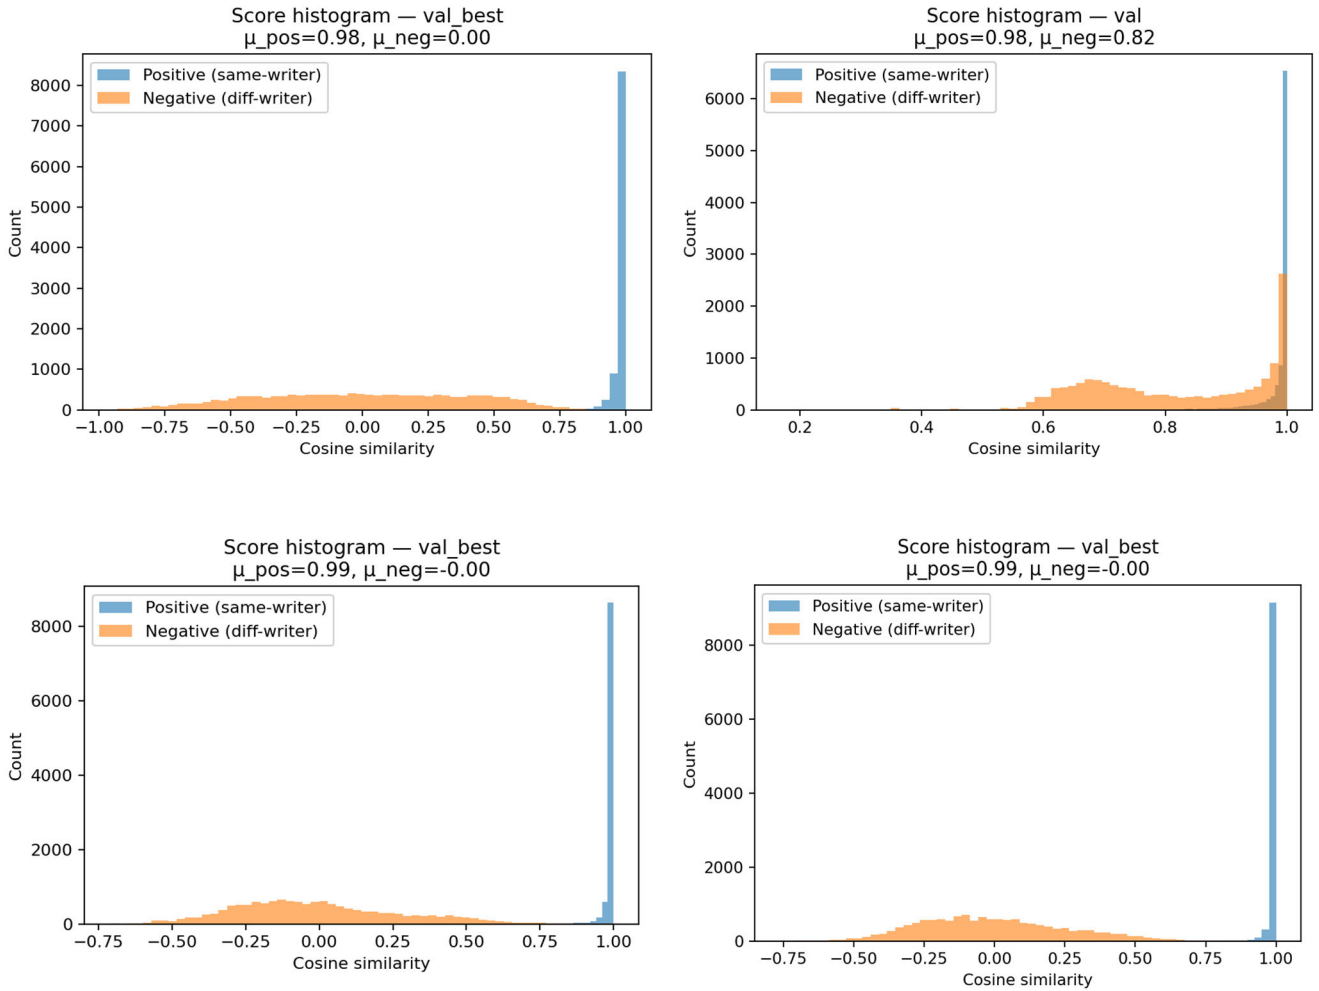 Score histogram — val_best
μ_pos=0.98, μ_neg=0.00
Positive (same-writer)
Negative (diff-writer)
Count
8000
7000
6000
5000
4000
3000
2000
1000
0
−1.00 −0.75 −0.50 −0.25 0.00 0.25 0.50 0.75 1.00
Cosine similarity
Score histogram — val
μ_pos=0.98, μ_neg=0.82
Positive (same-writer)
Negative (diff-writer)
Count
6000
5000
4000
3000
2000
1000
0
0.2 0.4 0.6 0.8 1.0
Cosine similarity
Score histogram — val_best
μ_pos=0.99, μ_neg=-0.00
Positive (same-writer)
Negative (diff-writer)
Count
8000
6000
4000
2000
0
−0.75 −0.50 −0.25 0.00 0.25 0.50 0.75 1.00
Cosine similarity
Score histogram — val_best
μ_pos=0.99, μ_neg=-0.00
Positive (same-writer)
Negative (diff-writer)
Count
8000
6000
4000
2000
0
−0.75 −0.50 −0.25 0.00 0.25 0.50 0.75 1.00
Cosine similarity